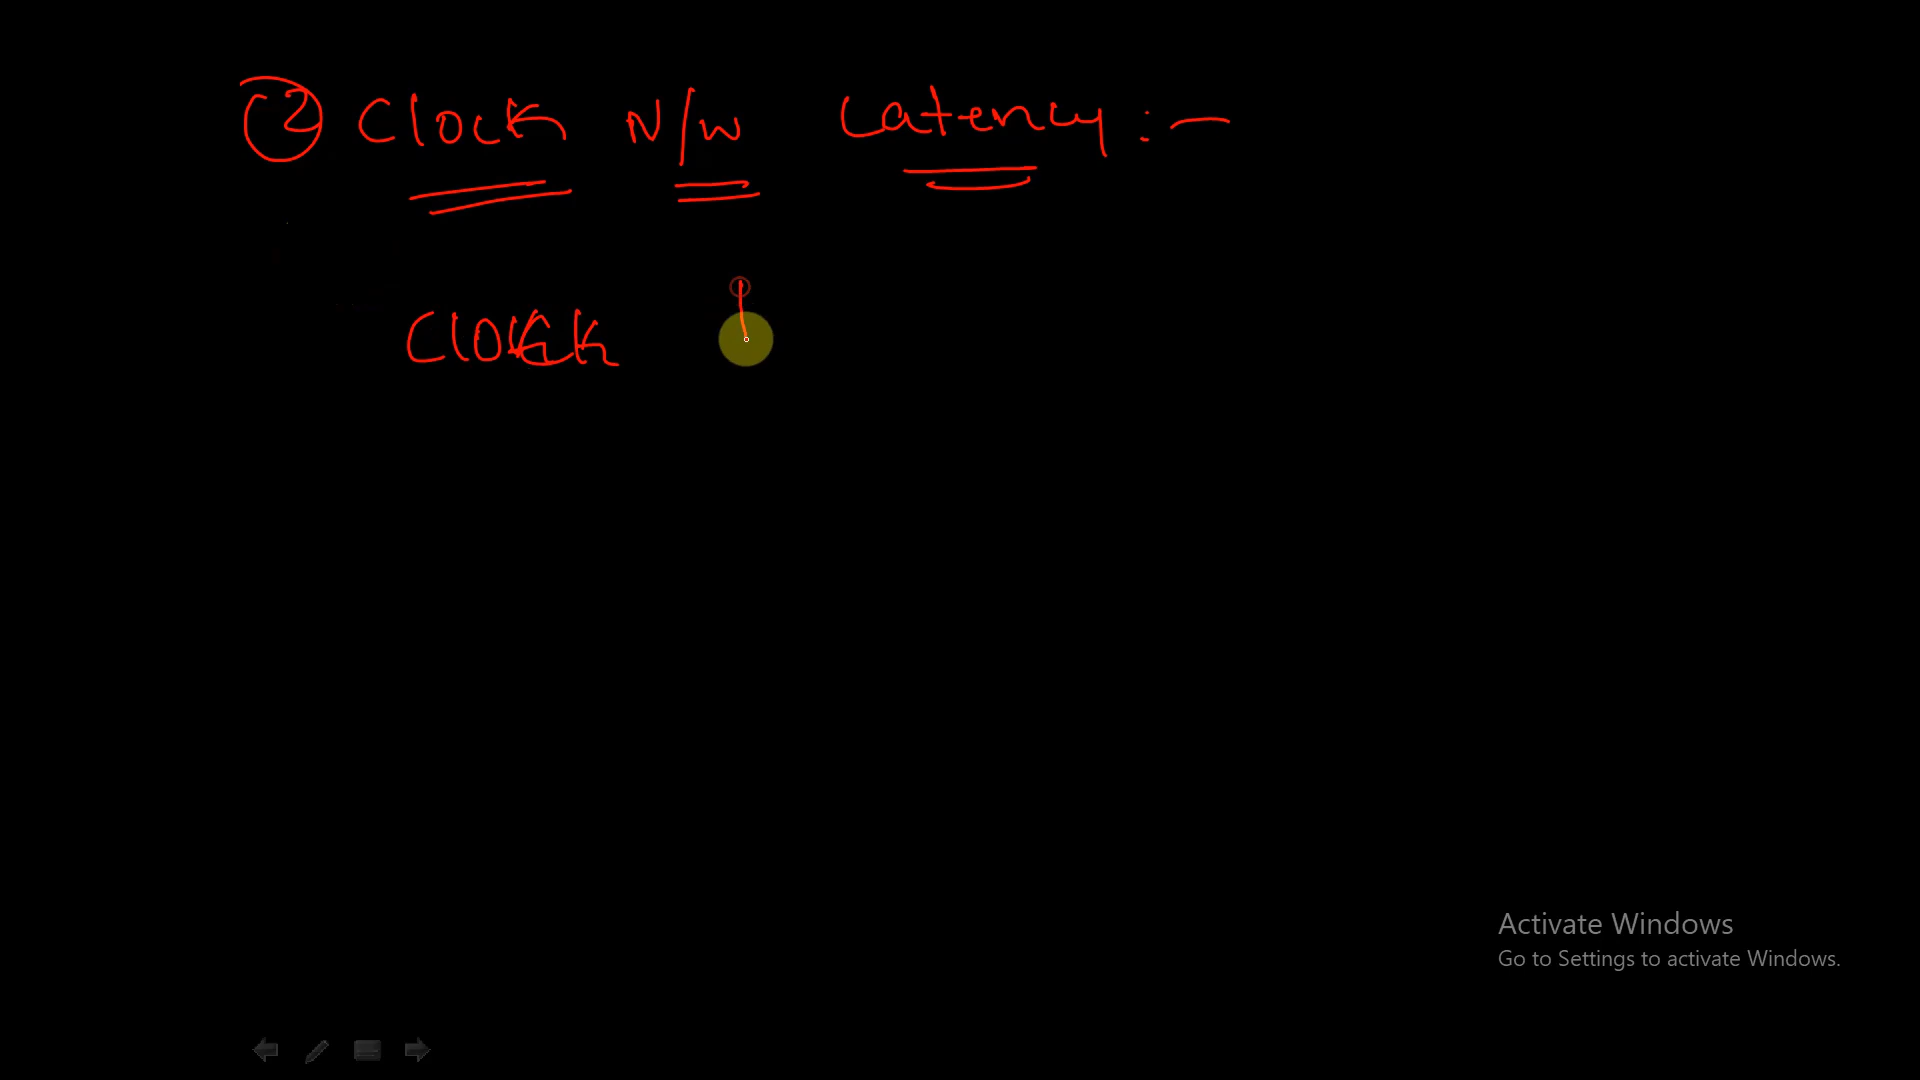 ② Clock N/W Latency :-
Clock
Activate Windows
Go to Settings to activate Windows.